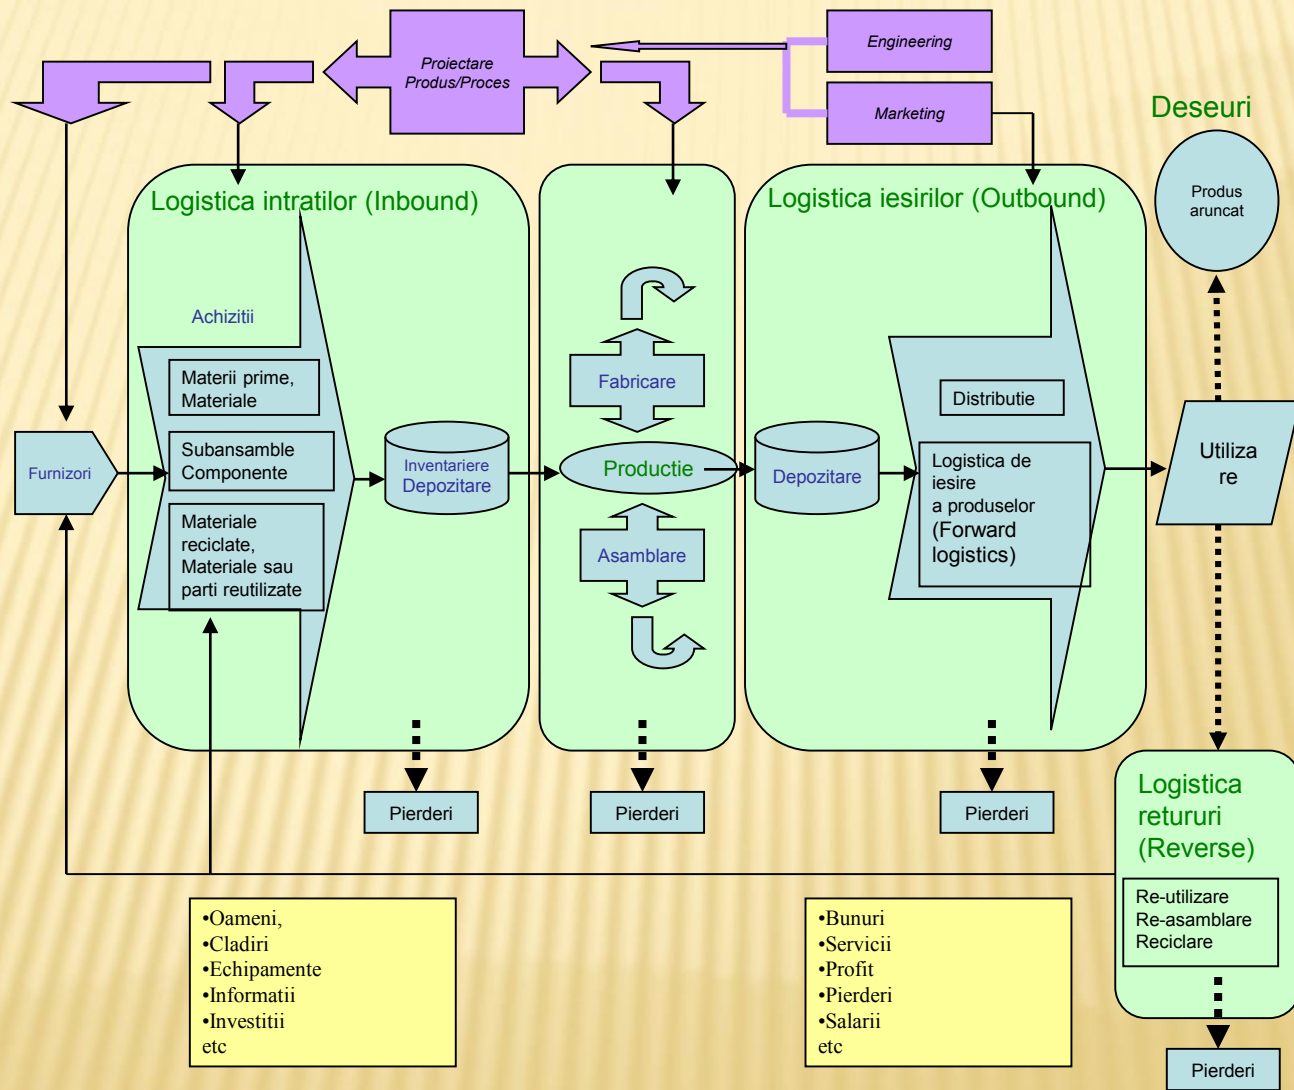 Proiectare
Produs/Proces
Engineering
Marketing
Deseuri
Produs
aruncat
Logistica intratilor (Inbound)
Logistica iesirilor (Outbound)
Achizitii
Materii prime,
Materiale
Subansamble
Componente
Materiale
reciclate,
Materiale sau
parti reutilizate
Furnizori
Inventariere
Depozitare
Fabricare
Productie
Asamblare
Depozitare
Distributie
Logistica de
iesire
a produselor
(Forward
logistics)
Utiliza
re
Pierderi
Pierderi
Pierderi
Logistica
retururi
(Reverse)
Re-utilizare
Re-asamblare
Reciclare
Pierderi
•Oameni,
•Cladiri
•Echipamente
•Informatii
•Investitii
etc
•Bunuri
•Servicii
•Profit
•Pierderi
•Salarii
etc